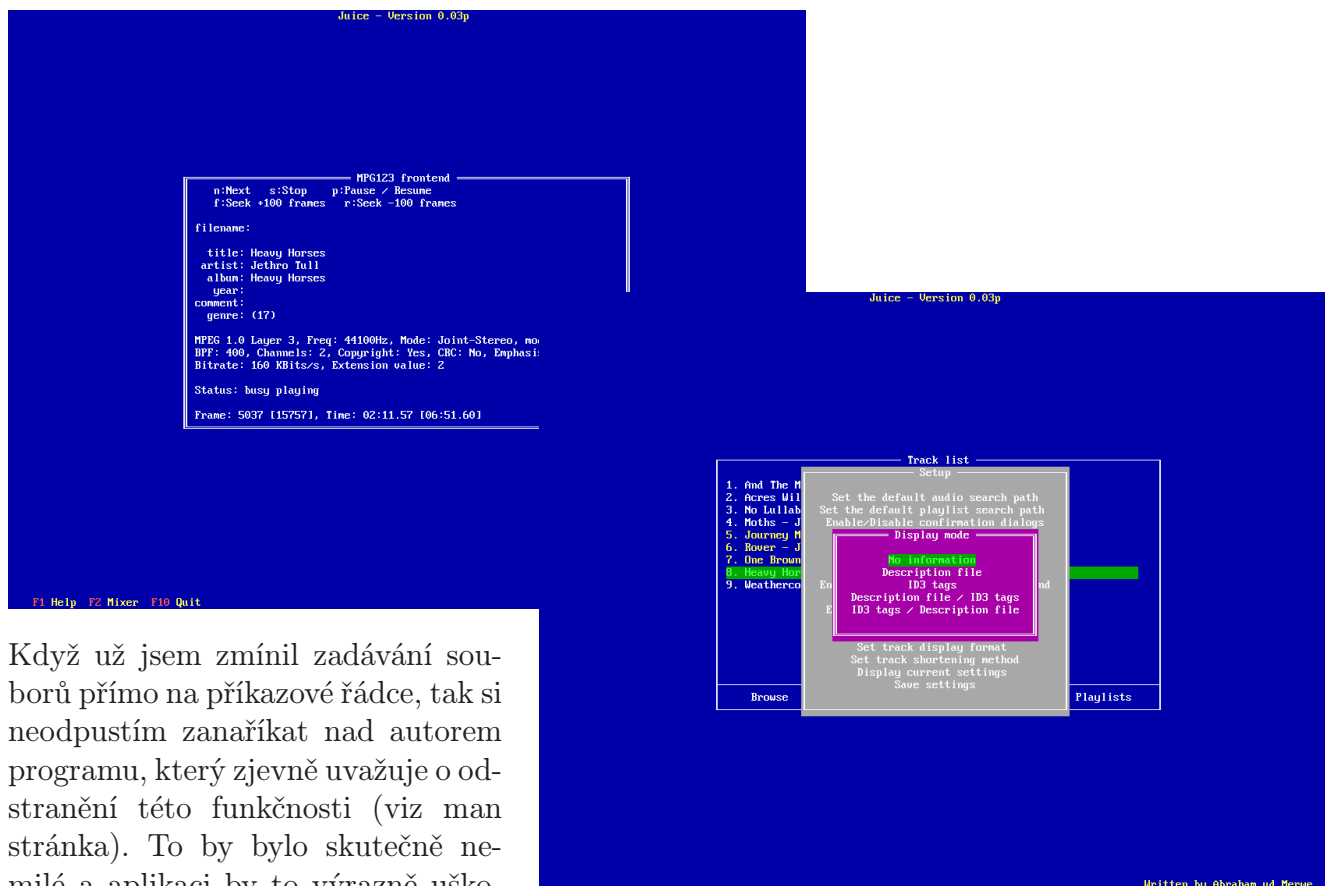 Juice - Version 0.03p
MPG123 frontend
n:Next s:Stop p:Pause / Resume
f:Seek +100 frames r:Seek -100 frames
filename:
title: Heavy Horses
artist: Jethro Tull
album: Heavy Horses
year:
comment:
genre: (17)
MPEG 1.0 Layer 3, Freq: 44100Hz, Mode: Joint-Stereo,
BPF: 400, Channels: 2, Copyright: Yes, CRC: No,
Bitrate: 160 KBits/s, Extension value: 2
Status: busy playing
Frame: 5037 [15757], Time: 02:11.57 [06:51.60]
F1 Help F2 Mixer F10 Quit
Juice - Version 0.03p
Track list
Setup
1. And The M
2. Acres Wil
3. No Lullab
4. Moths - J
5. Journey M
6. Rover - J
7. One Brown
8. Heavy Hor
9. Weatherco
Set the default audio search path
Set the default playlist search path
Enable/Disable confirmation dialogs
Display mode
No information
Description file
ID3 tags
Description file / ID3 tags
ID3 tags / Description file
Set track display format
Set track shortening method
Display current settings
Save settings
Browse
Playlists
Written by Abraham vd Merwe
Když už jsem zmínil zadávání sou-
borů přímo na příkazové řádce, tak si
neodpustím zanaříkat nad autorem
programu, který zjevně uvažuje o od-
stranění této funkčnosti (viz man
stránka). To by bylo skutečně ne-
milé a aplikaci by to výrazně uško-